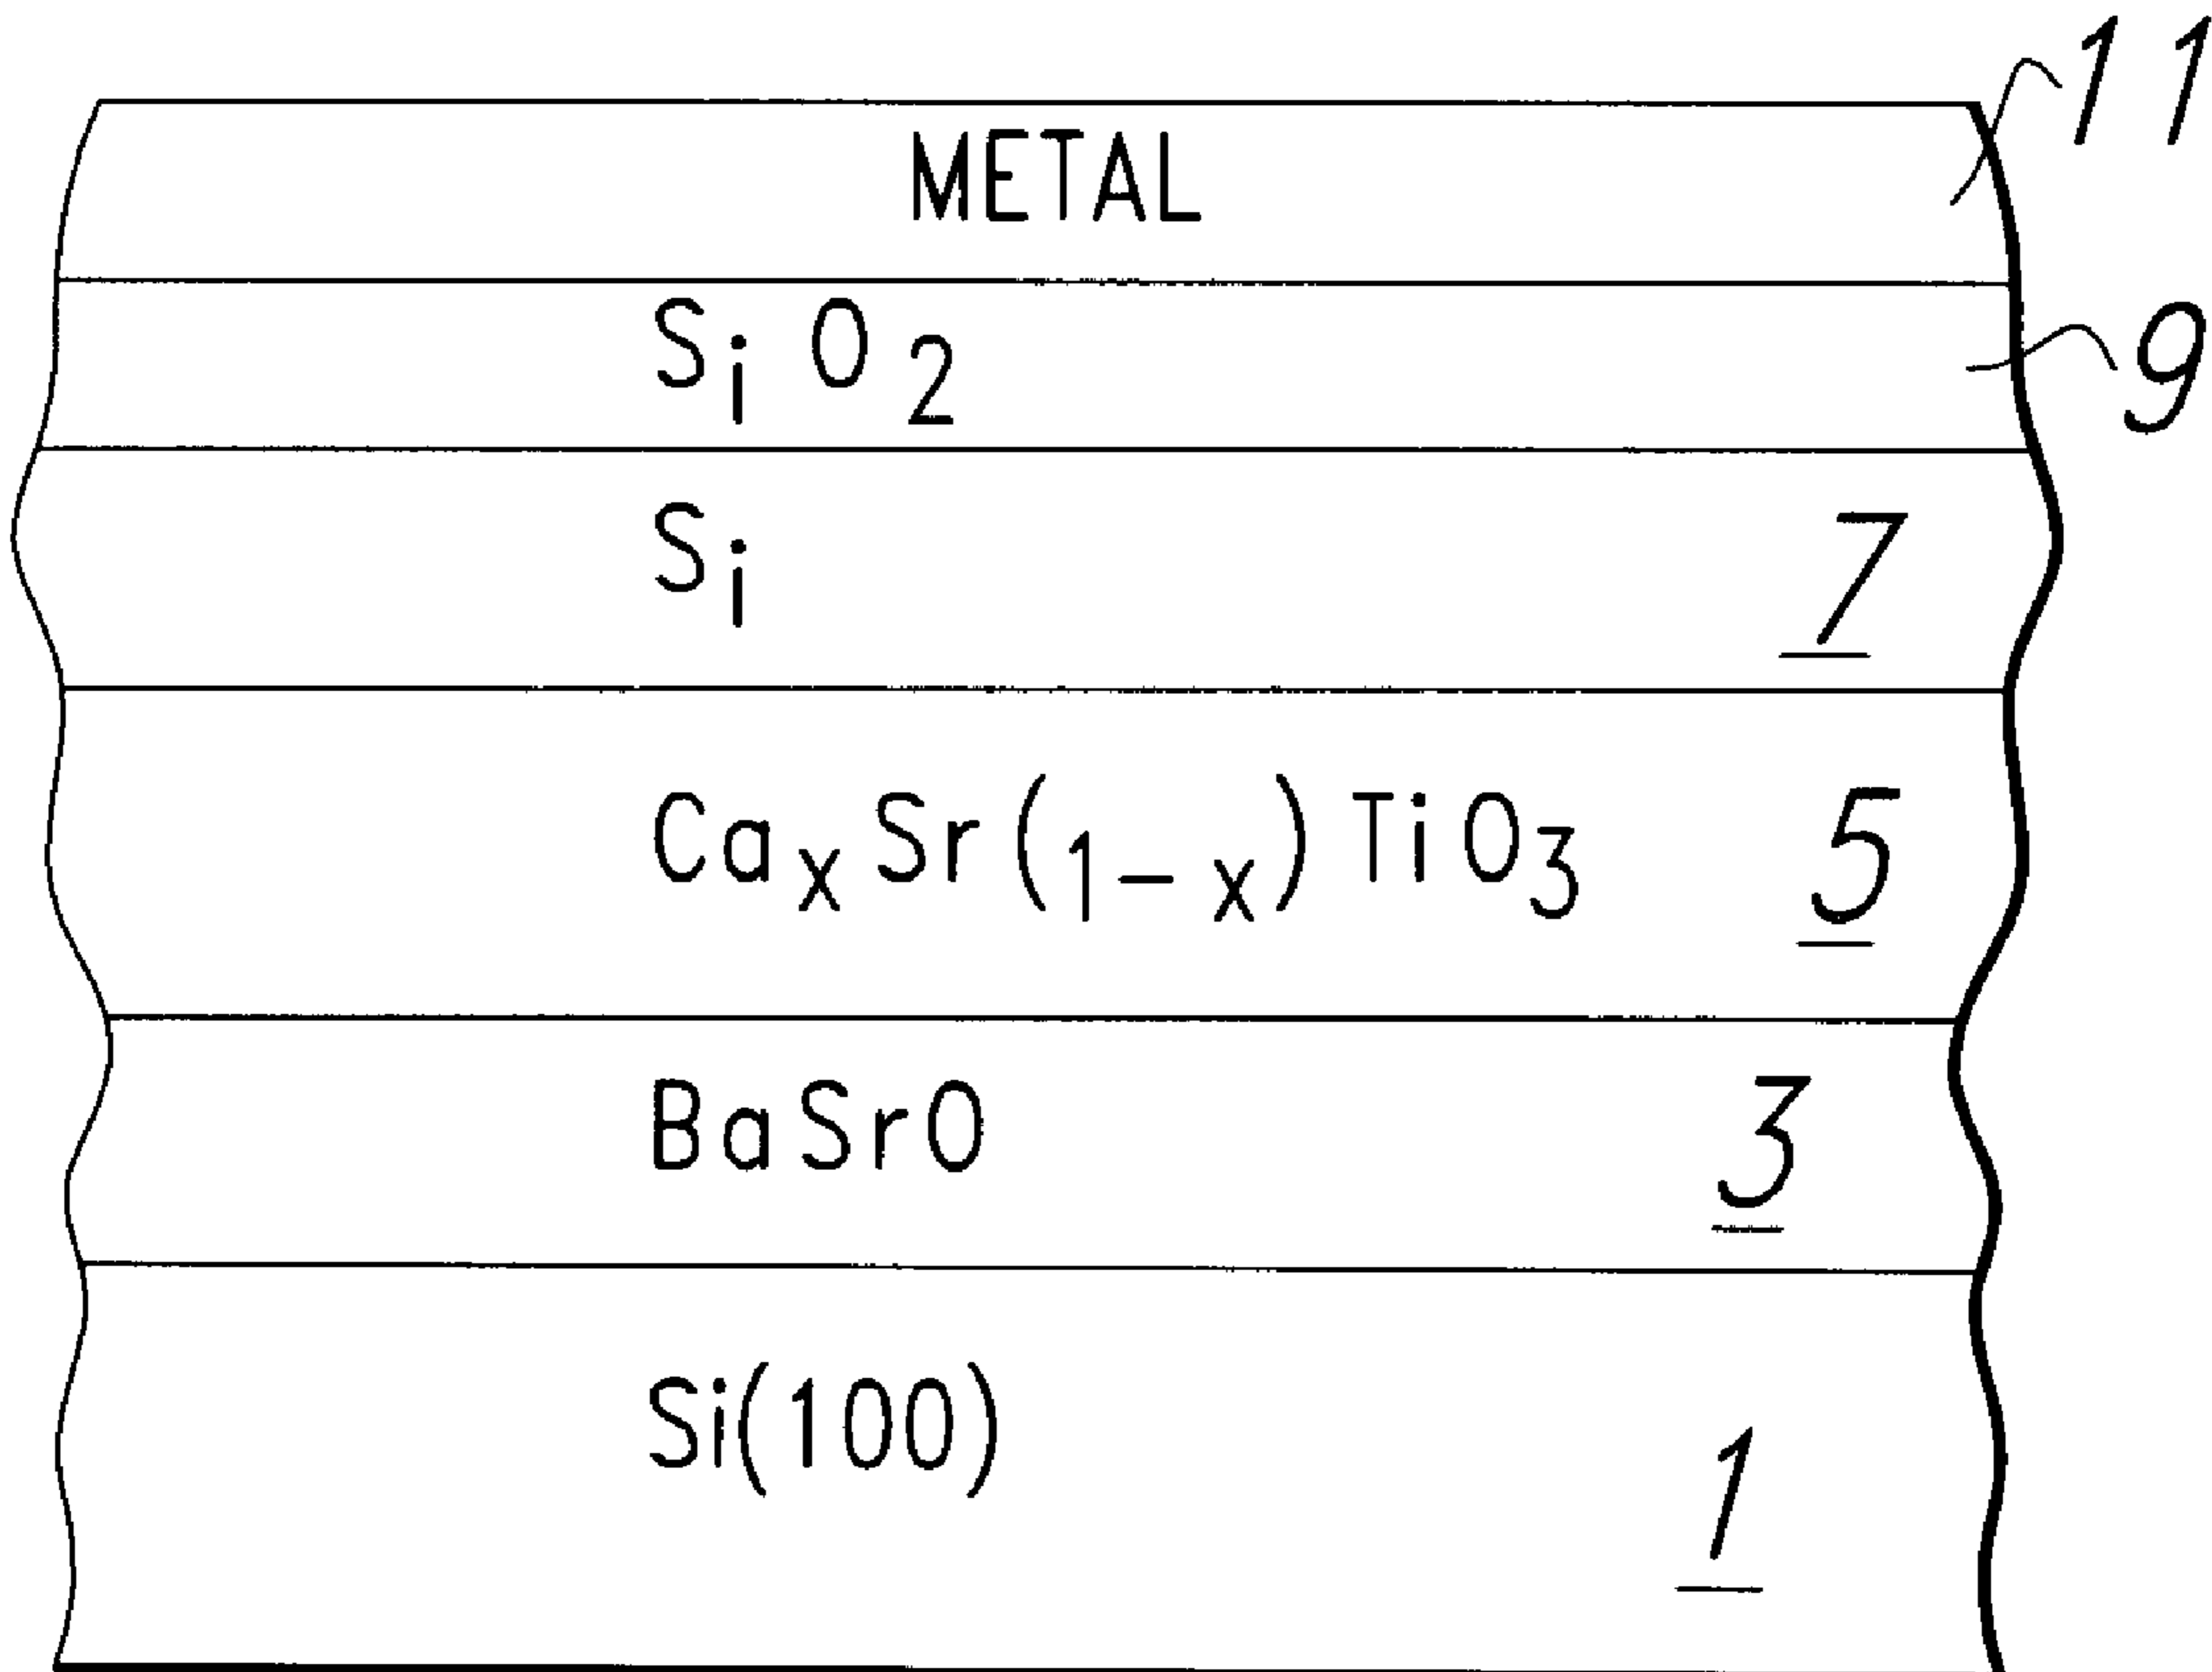 11
METAL
SiO2 9
Si 7
CaxSr(1-x)TiO3 5
BaSrO 3
Si(100)
1